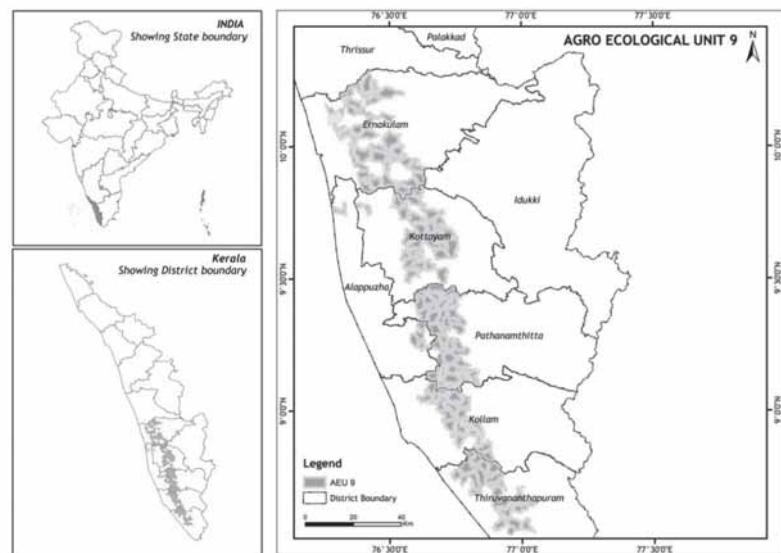 INDIA
Showing State boundary
Kerala
Showing District boundary
76°30'0"E
77°0'0"E
77°30'0"E
AGRO ECOLOGICAL UNIT 9
N
Palakkad
Thrissur
Ernakulam
Idukki
Kottayam
Alappuzha
Pathanamthitta
Kollam
Thiruvananthapuram
10°0'0"N
10°0'0"N
9°30'0"N
9°30'0"N
9°0'0"N
9°0'0"N
Legend
AEU 9
District Boundary
0 20 40
Km
76°30'0"E
77°0'0"E
77°30'0"E